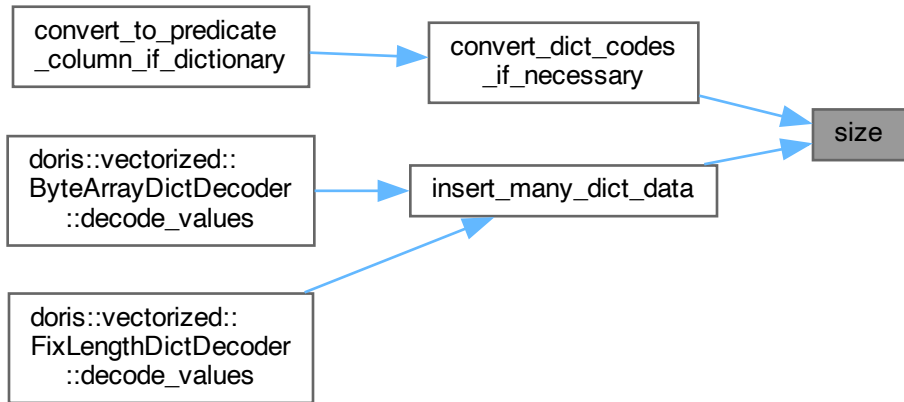 convert_to_predicate
_column_if_dictionary
convert_dict_codes
_if_necessary
size
doris::vectorized::
ByteArrayDictDecoder
::decode_values
insert_many_dict_data
doris::vectorized::
FixLengthDictDecoder
::decode_values